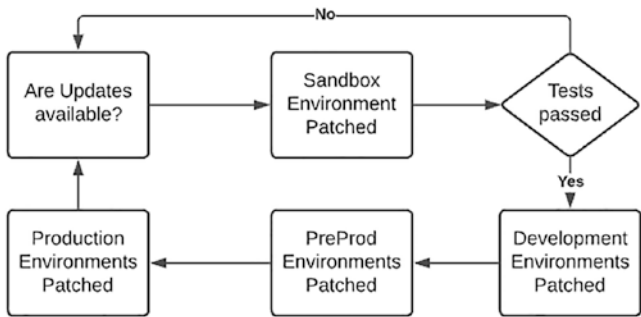 No
Are Updates
available?
Sandbox
Environment
Patched
Tests
passed
Yes
Production
Environments
Patched
PreProd
Environments
Patched
Development
Environments
Patched